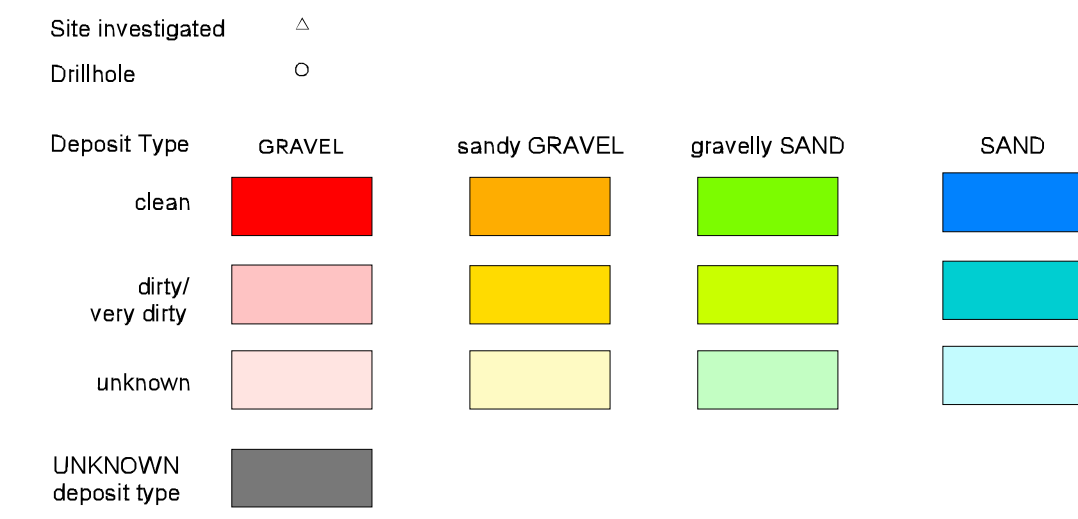 Site investigated
Drillhole
Deposit Type GRAVEL sandy GRAVEL gravelly SAND SAND
clean
dirty/
very dirty
unknown
UNKNOWN
deposit type